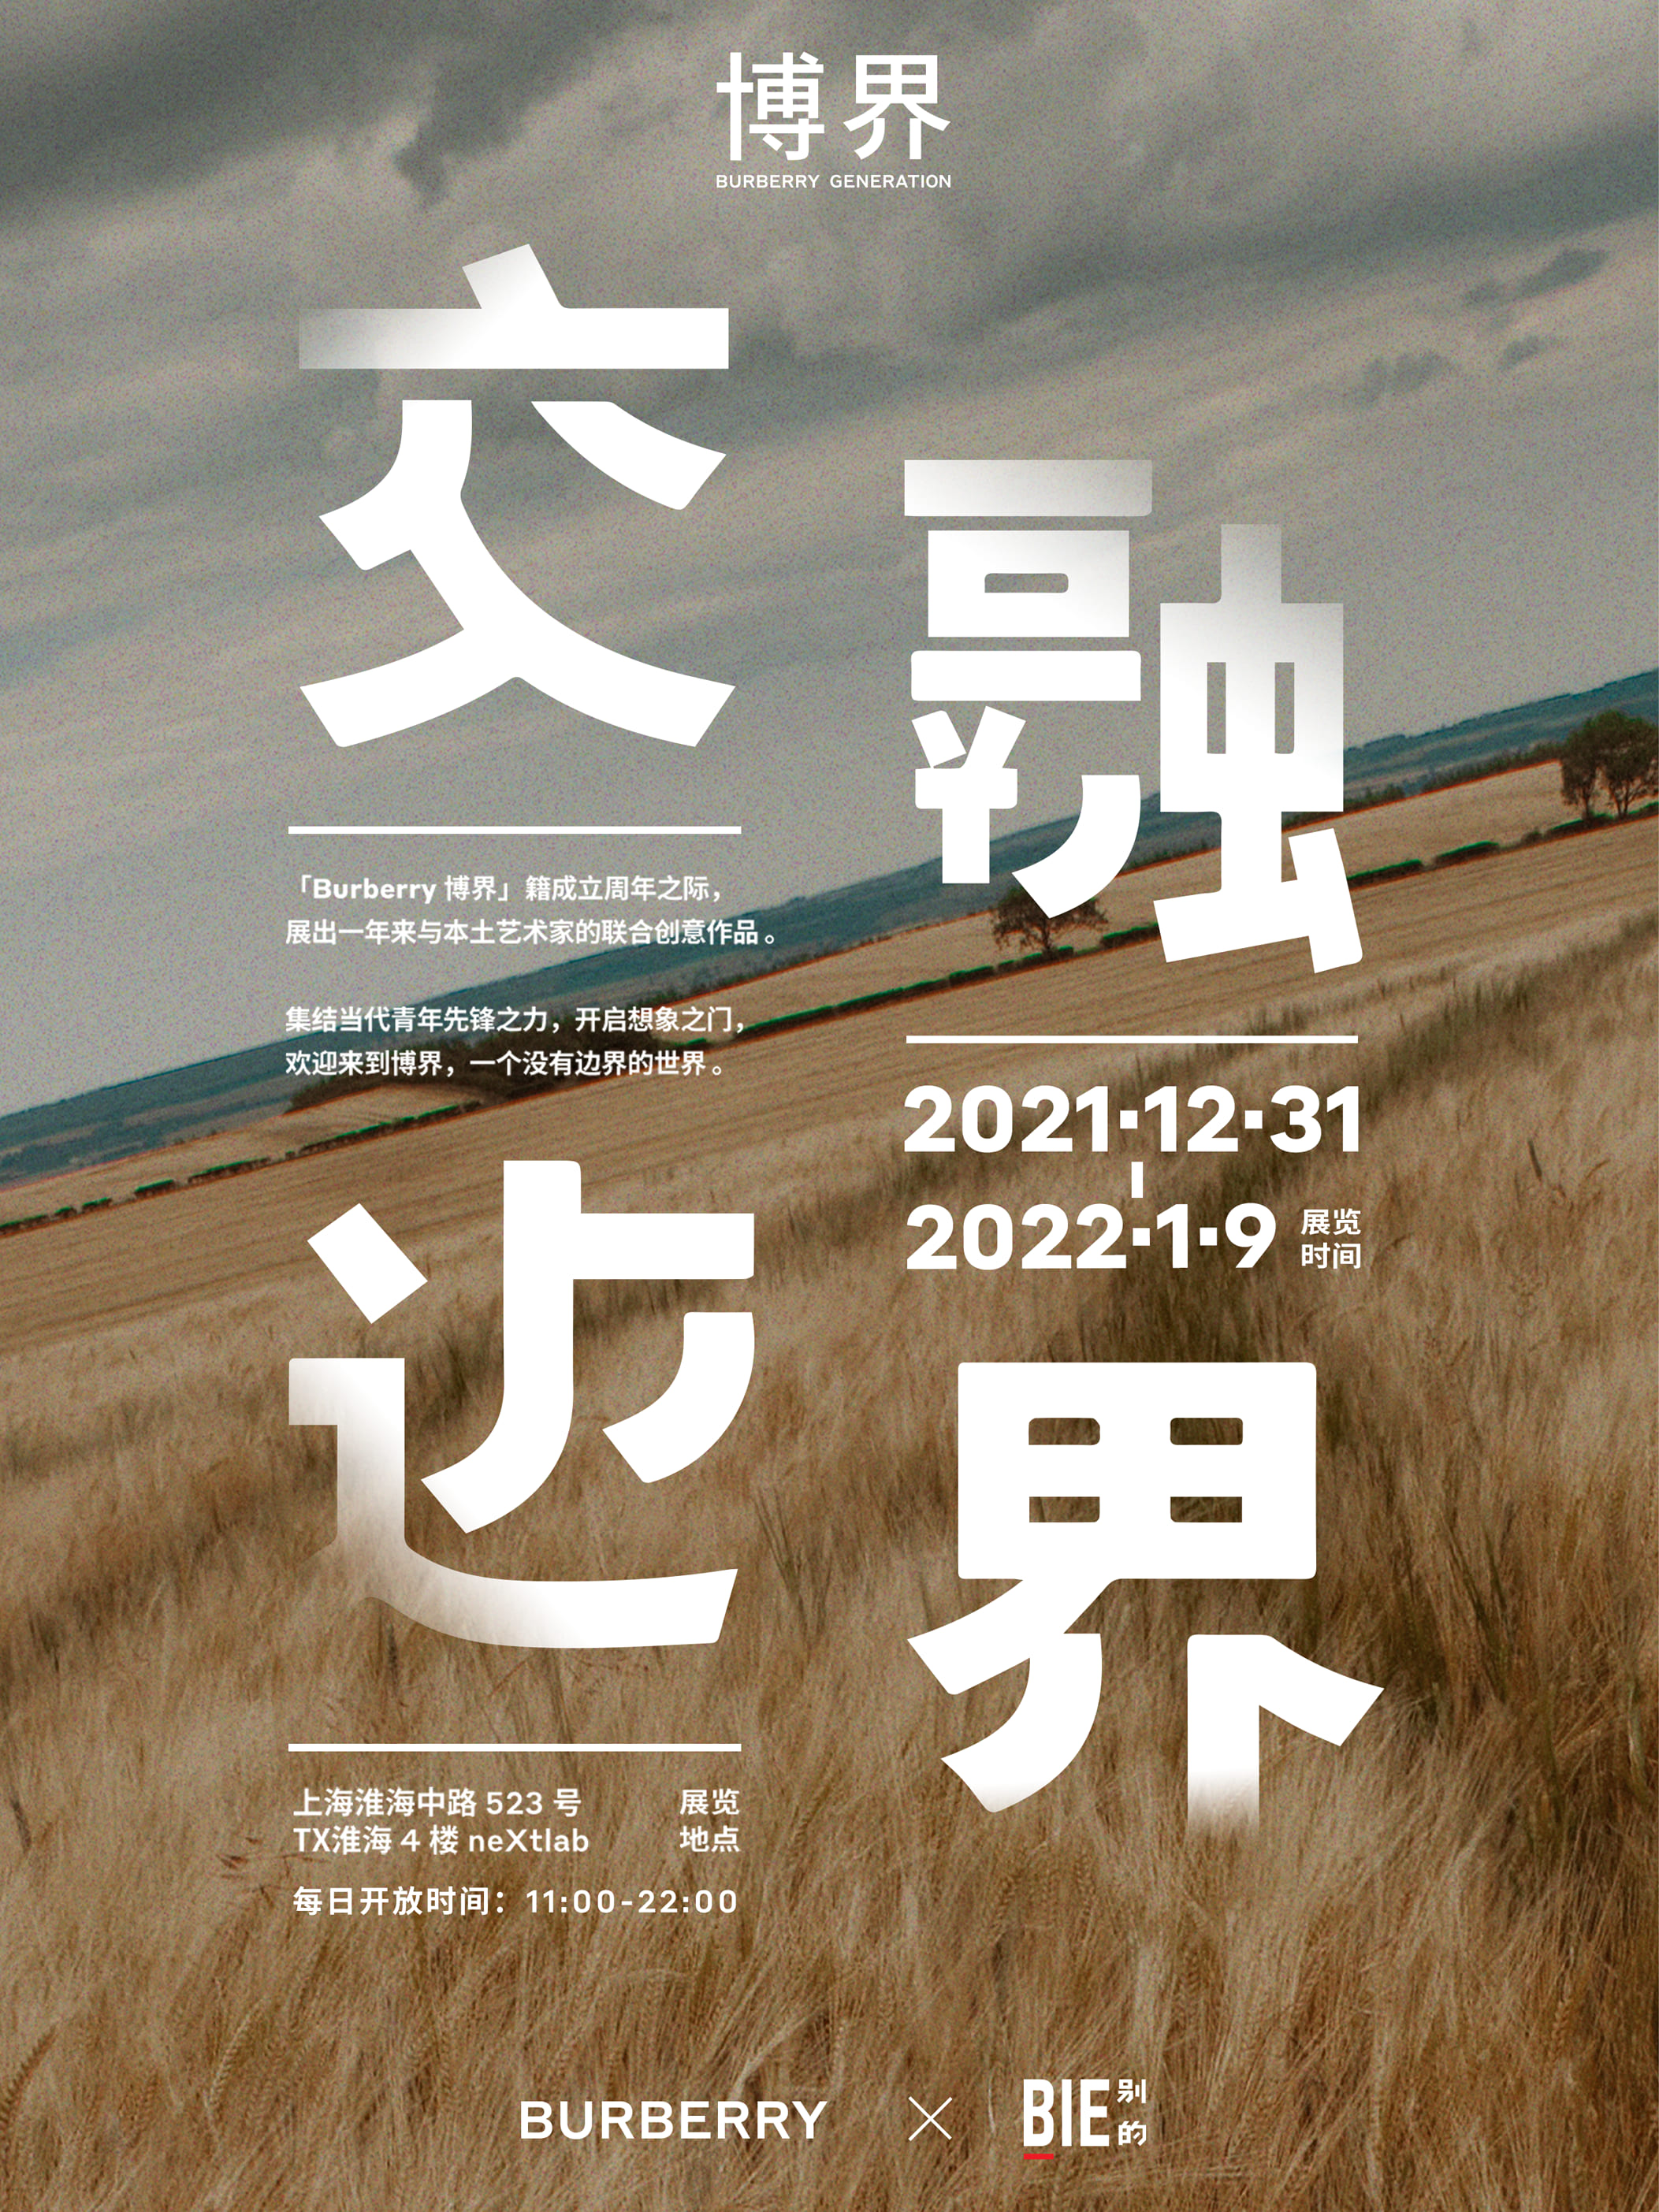 博界
BURBERRY GENERATION
交融
「Burberry 博界」籍成立周年之际，
展出一年来与本土艺术家的联合创意作品。
集结当代青年先锋之力，开启想象之门，
欢迎来到博界，一个没有边界的世界。
2021·12·31
-
2022·1·9
展览
时间
边界
上海淮海中路 523 号
TX淮海 4 楼 neXtlab
展览
地点
每日开放时间：11:00-22:00
BURBERRY × BIE别的